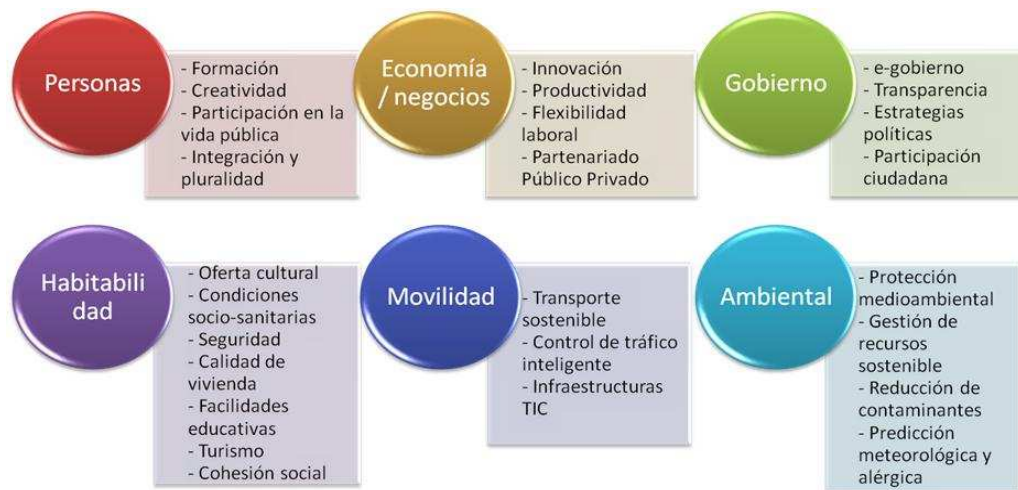 Personas
- Formación
- Creatividad
- Participación en la
vida pública
- Integración y
pluralidad
Economía
/ negocios
- Innovación
- Productividad
- Flexibilidad
laboral
- Partenariado
Público Privado
Gobierno
- e-gobierno
- Transparencia
- Estrategias
políticas
- Participación
ciudadana
Habitabili
dad
- Oferta cultural
- Condiciones
socio-sanitarias
- Seguridad
- Calidad de
vivienda
- Facilidades
educativas
- Turismo
- Cohesión social
Movilidad
- Transporte
sostenible
- Control de tráfico
inteligente
- Infraestructuras
TIC
Ambiental
- Protección
medioambiental
- Gestión de
recursos
sostenible
- Reducción de
contaminantes
- Predicción
meteorológica y
alérgica